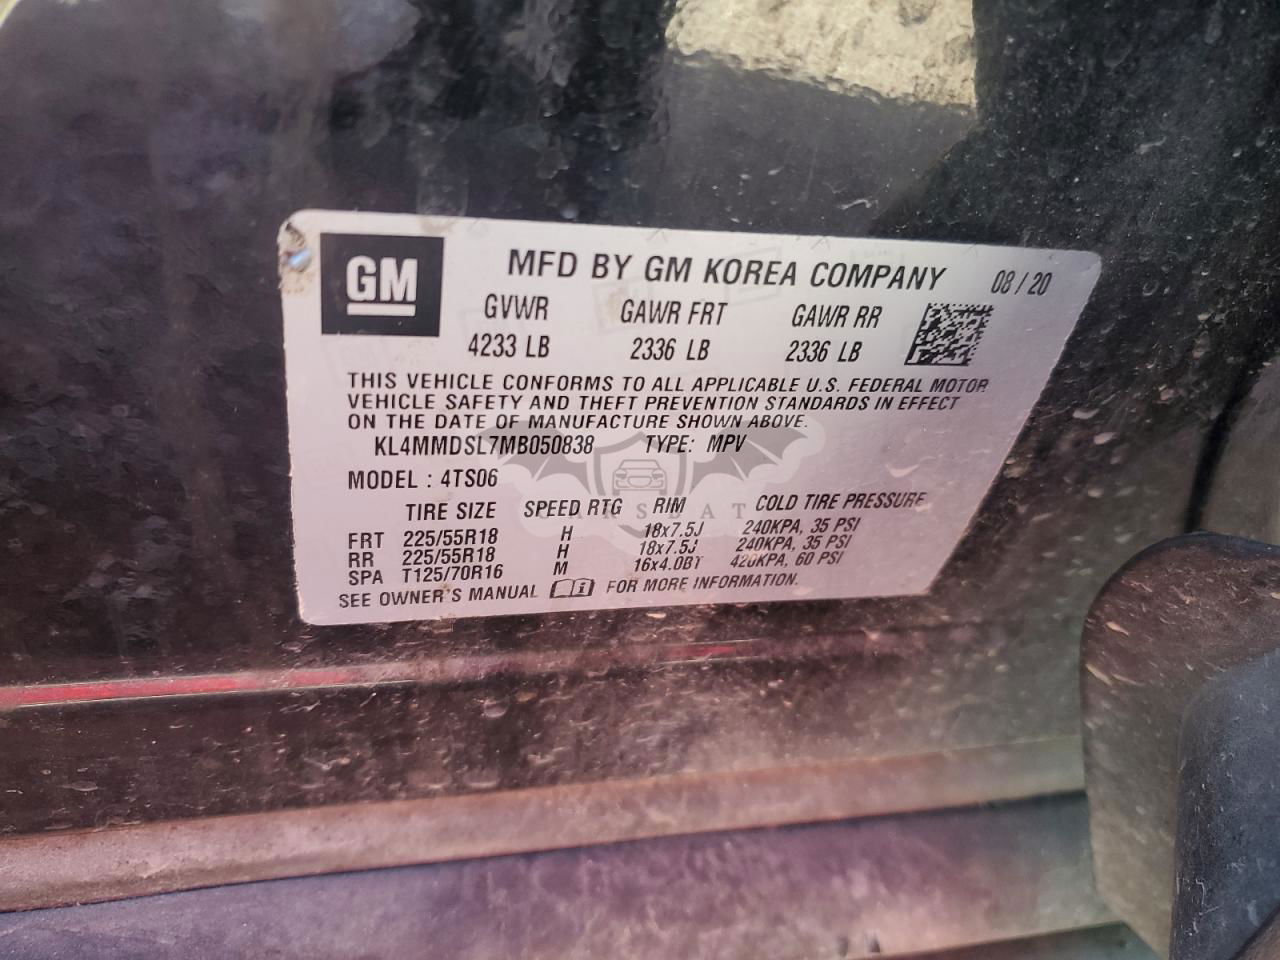 GM
MFD BY GM KOREA COMPANY 08 / 20
GVWR GAWR FRT GAWR RR
4233 LB 2336 LB 2336 LB
THIS VEHICLE CONFORMS TO ALL APPLICABLE U.S. FEDERAL MOTOR
VEHICLE SAFETY AND THEFT PREVENTION STANDARDS IN EFFECT
ON THE DATE OF MANUFACTURE SHOWN ABOVE.
KL4MMDSL7MB050838 TYPE: MPV
MODEL : 4TS06
TIRE SIZE SPEED RTG RIM COLD TIRE PRESSURE
FRT 225/55R18 H 18x7.5J 240KPA, 35 PSI
RR 225/55R18 H 18x7.5J 240KPA, 35 PSI
SPA T125/70R16 M 16x4.0BT 420KPA, 60 PSI
SEE OWNER'S MANUAL FOR MORE INFORMATION.
CARSBAT